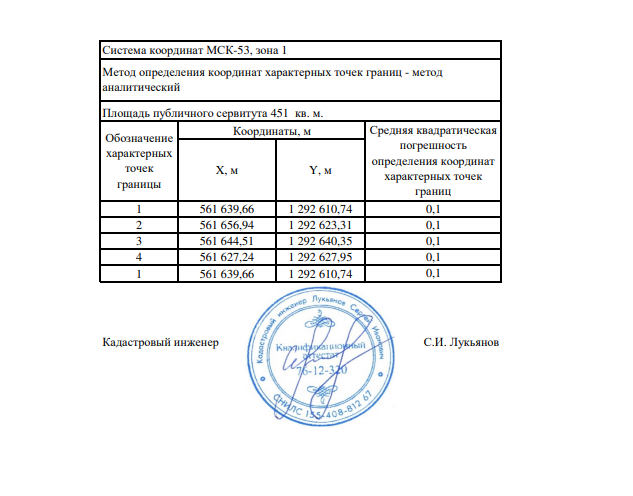 Система координат МСК-53, зона 1
Метод определения координат характерных точек границ - метод
аналитический
Площадь публичного сервитута 451 кв. м.
Обозначение
характерных
точек
границы
Координаты, м
X, м
Y, м
Средняя квадратическая
погрешность
определения координат
характерных точек
границ
1 561 639,66 1 292 610,74 0,1
2 561 656,94 1 292 623,31 0,1
3 561 644,51 1 292 640,35 0,1
4 561 627,24 1 292 627,95 0,1
1 561 639,66 1 292 610,74 0,1
Кадастровый инженер
С.И. Лукьянов
Кадастровый инженер Лукьянов Сергей Иванович
Квалификационный
аттестат
76-12-320
СНИЛС 155-408-812 67